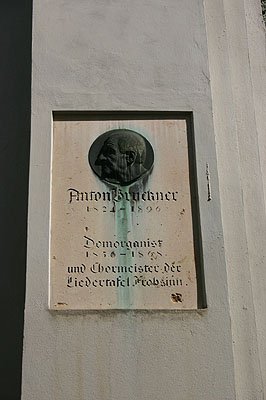 Anton Bruckner
1824 - 1896
Domorganist
1856 - 1868
und Chormeister der
Liedertafel Frohsinn.